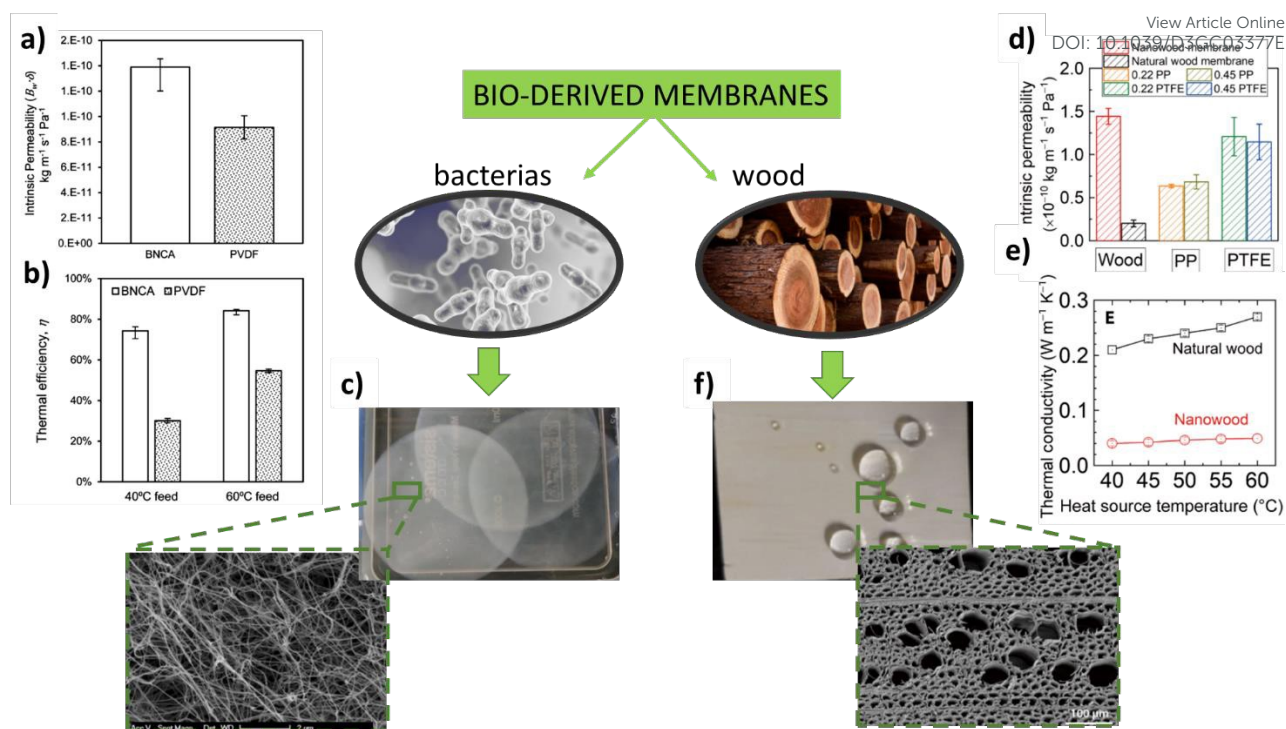 View Article Online
DOI: 10.1039/D3GC03377E
BIO-DERIVED MEMBRANES
bacterias
wood
a)
Intrinsic Permeability (Bw·δ)
kg m⁻¹ s⁻¹ Pa⁻¹
2.E-10
1.E-10
1.E-10
8.E-11
6.E-11
4.E-11
2.E-11
0.E+00
BNCA
PVDF
b)
Thermal efficiency, η
BNCA
PVDF
100%
80%
60%
40%
20%
0%
40ºC feed
60ºC feed
c)
2 µm
d)
Nanowood membrane
Natural wood membrane
0.22 PP
0.45 PP
0.22 PTFE
0.45 PTFE
ntrinsic permeability
(×10⁻¹⁰ kg m⁻¹ s⁻¹ Pa⁻¹)
2.0
1.5
1.0
0.5
0.0
Wood
PP
PTFE
e)
E
Thermal conductivity (W m⁻¹ K⁻¹)
0.3
0.2
0.1
0.0
Natural wood
Nanowood
40
45
50
55
60
Heat source temperature (°C)
f)
100 µm